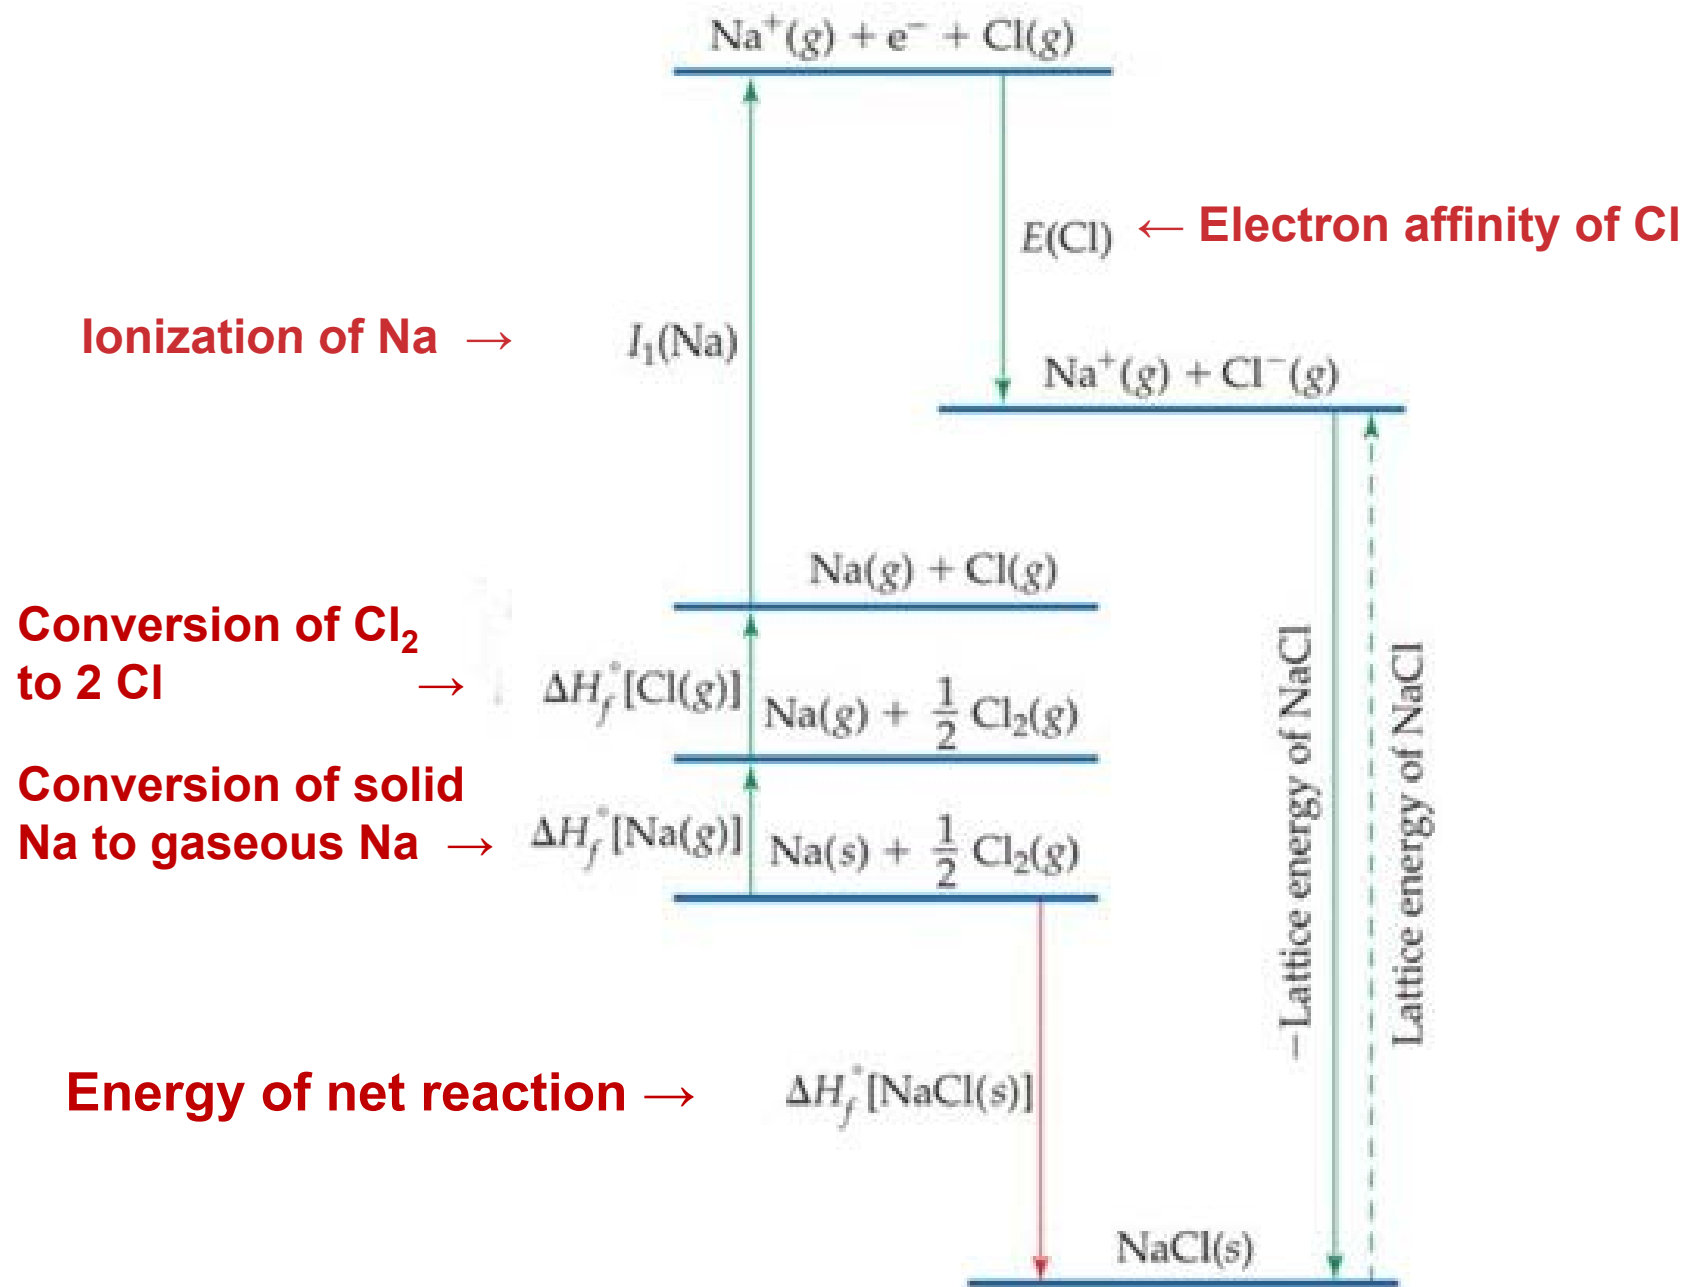 Na⁺(g) + e⁻ + Cl(g)
E(Cl) ← Electron affinity of Cl
Ionization of Na → I₁(Na)
Na⁺(g) + Cl⁻(g)
Na(g) + Cl(g)
Conversion of Cl₂
to 2 Cl → ΔH°f[Cl(g)]
Na(g) + 1/2 Cl₂(g)
Conversion of solid
Na to gaseous Na → ΔH°f[Na(g)]
Na(s) + 1/2 Cl₂(g)
−Lattice energy of NaCl
Lattice energy of NaCl
Energy of net reaction → ΔH°f[NaCl(s)]
NaCl(s)